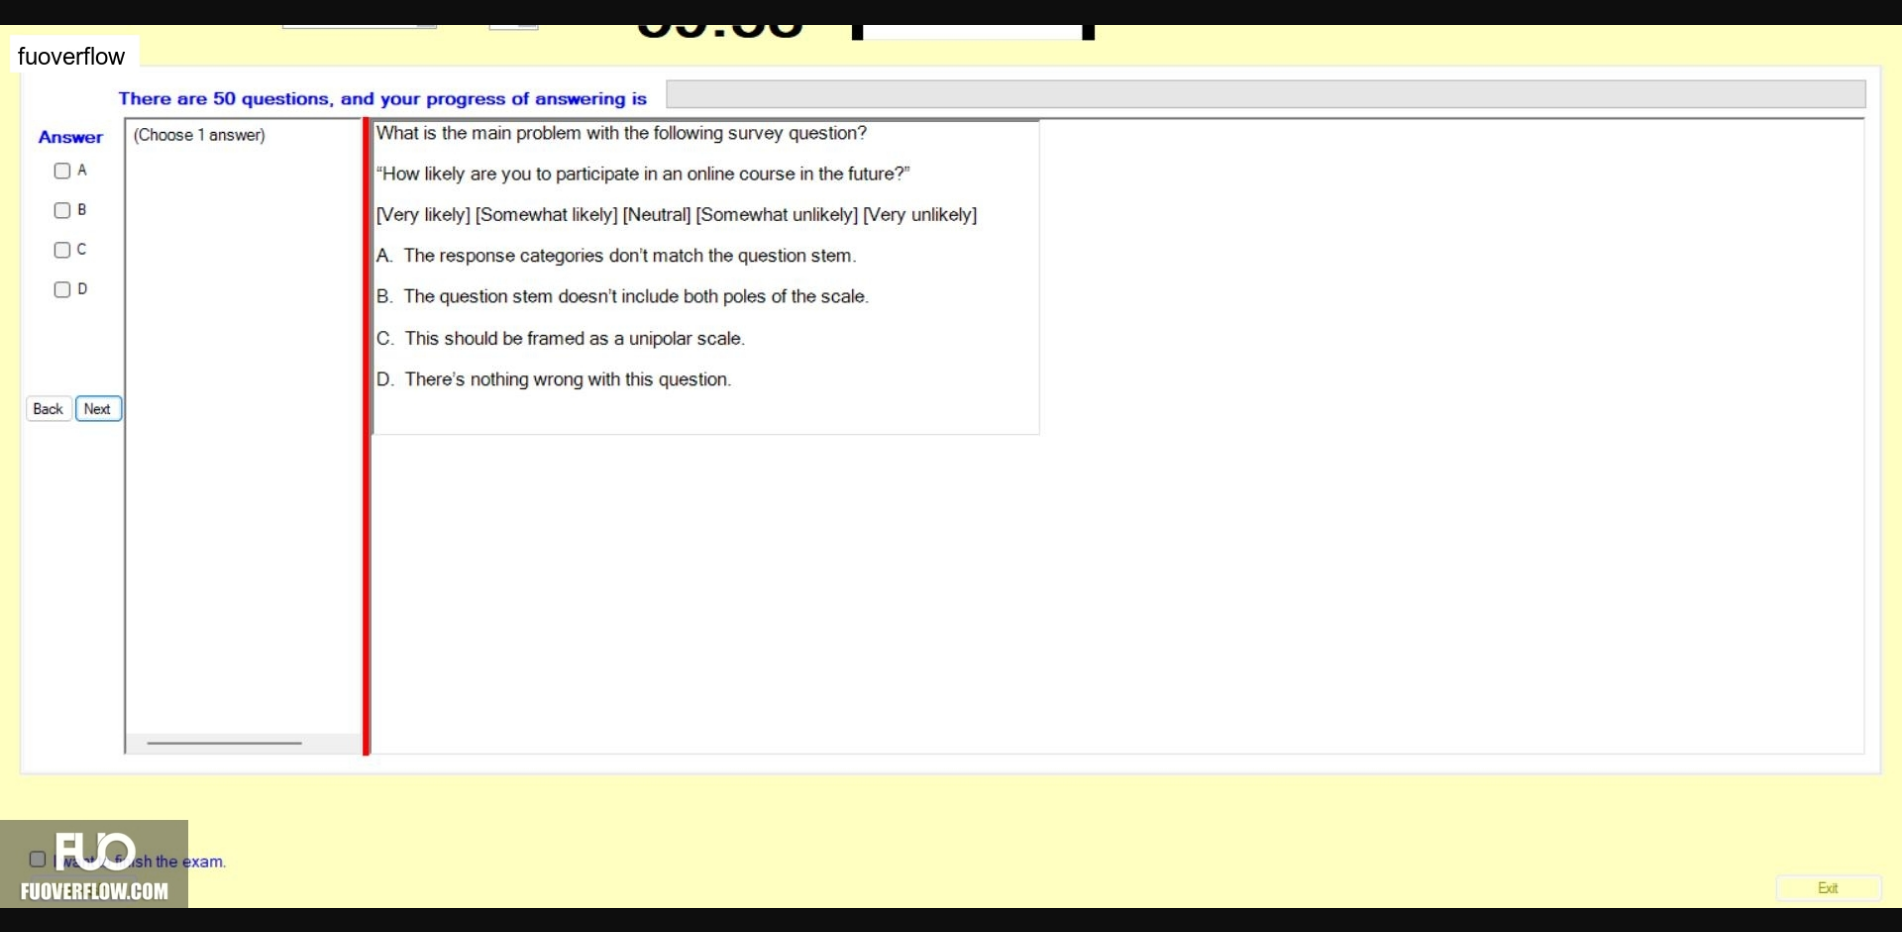 fuoverflow
There are 50 questions, and your progress of answering is
Answer
(Choose 1 answer)
A
B
C
D
Back Next
What is the main problem with the following survey question?
“How likely are you to participate in an online course in the future?”
[Very likely] [Somewhat likely] [Neutral] [Somewhat unlikely] [Very unlikely]
A. The response categories don’t match the question stem.
B. The question stem doesn’t include both poles of the scale.
C. This should be framed as a unipolar scale.
D. There’s nothing wrong with this question.
FUO
the exam.
FUOVERFLOW.COM
Exit